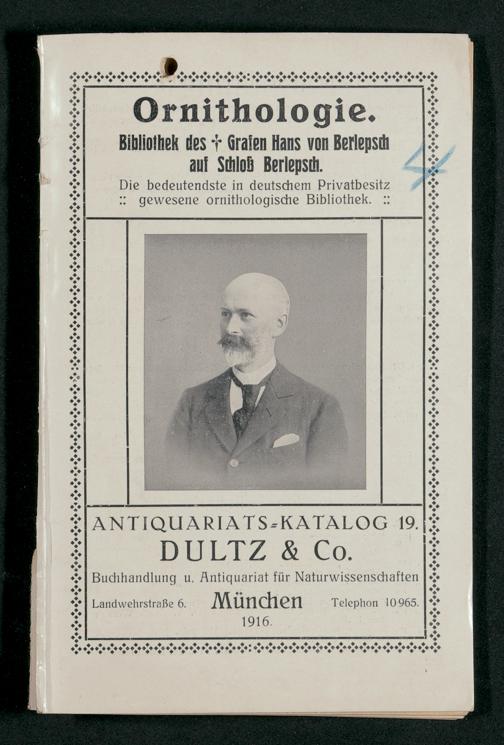 Ornithologie.
Bibliothek des † Grafen Hans von Berlepsch
auf Schloß Berlepsch.
Die bedeutendste in deutschem Privatbesitz
:: gewesene ornithologische Bibliothek. ::
4
ANTIQUARIATS=KATALOG 19.
DULTZ & Co.
Buchhandlung u. Antiquariat für Naturwissenschaften
Landwehrstraße 6. München Telephon 10965.
1916.